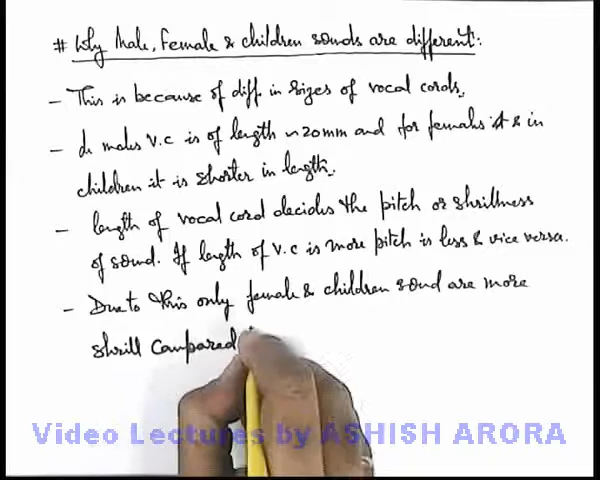 # Why Male, Female & children sounds are different:
- This is because of diff. in sizes of vocal cords.
- In males V.C is of length ~20mm and for females it & in
children it is shorter in length.
- length of vocal cord decides the pitch or shrillness
of sound. If length of V.C is more pitch is less & vice versa.
- Due to this only female & children sound are more
shrill compared
Video Lectures by ASHISH ARORA